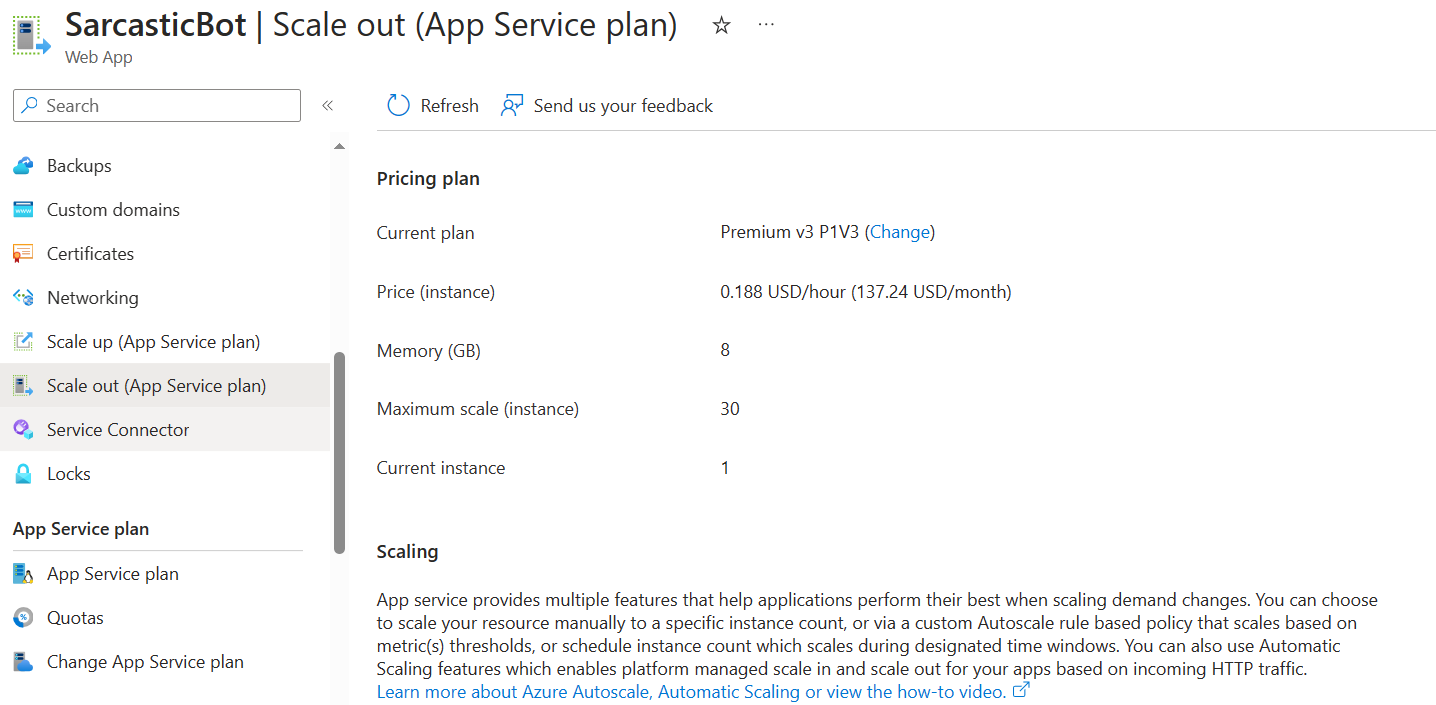 SarcasticBot | Scale out (App Service plan)
Web App
Search
Refresh
Send us your feedback
Backups
Custom domains
Certificates
Networking
Scale up (App Service plan)
Scale out (App Service plan)
Service Connector
Locks
App Service plan
App Service plan
Quotas
Change App Service plan
Pricing plan
Current plan Premium v3 P1V3 (Change)
Price (instance) 0.188 USD/hour (137.24 USD/month)
Memory (GB) 8
Maximum scale (instance) 30
Current instance 1
Scaling
App service provides multiple features that help applications perform their best when scaling demand changes. You can choose
to scale your resource manually to a specific instance count, or via a custom Autoscale rule based policy that scales based on
metric(s) thresholds, or schedule instance count which scales during designated time windows. You can also use Automatic
Scaling features which enables platform managed scale in and scale out for your apps based on incoming HTTP traffic.
Learn more about Azure Autoscale, Automatic Scaling or view the how-to video.